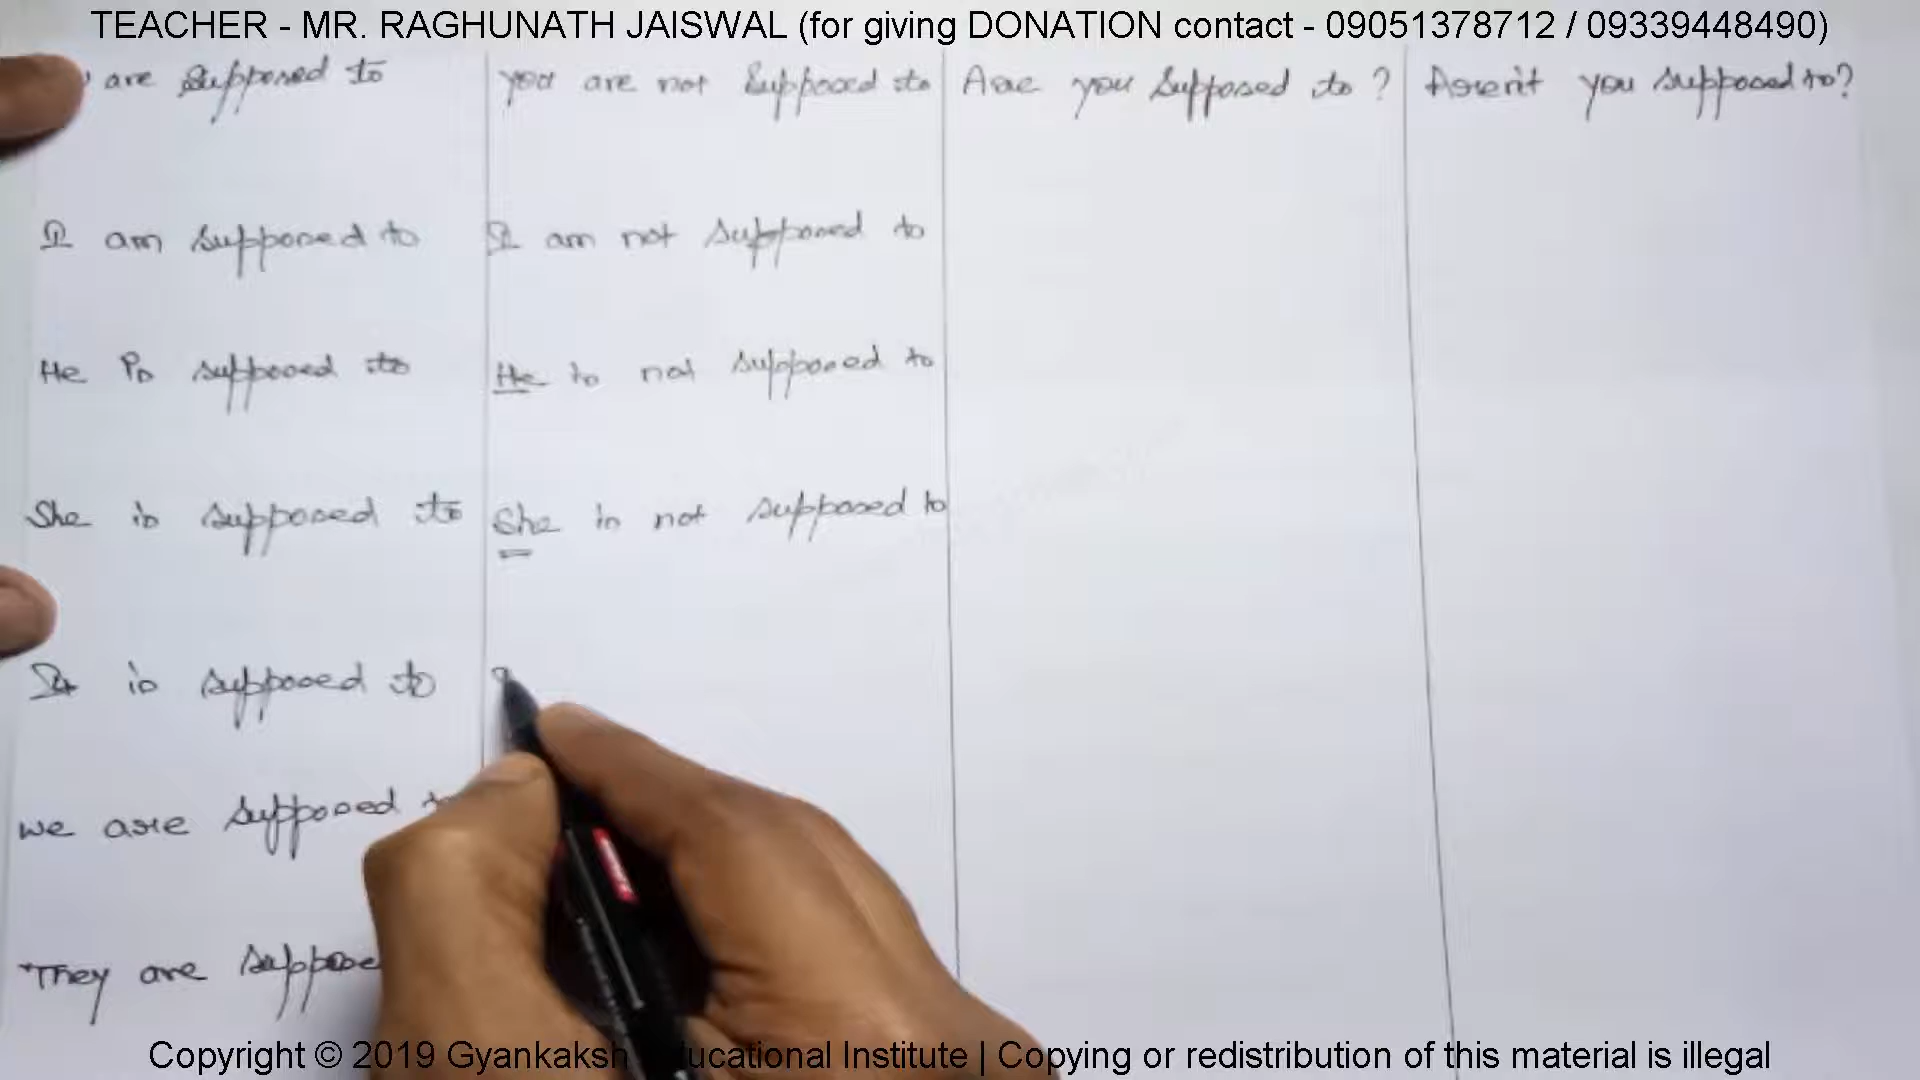 TEACHER - MR. RAGHUNATH JAISWAL (for giving DONATION contact - 09051378712 / 09339448490)
are supposed to you are not supposed to Are you supposed to ? Aren't you supposed to?
I am supposed to I am not supposed to
He is supposed to He is not supposed to
She is supposed to She is not supposed to
It is supposed to
we are supposed
They are suppose
Copyright © 2019 Gyankaksh Educational Institute | Copying or redistribution of this material is illegal